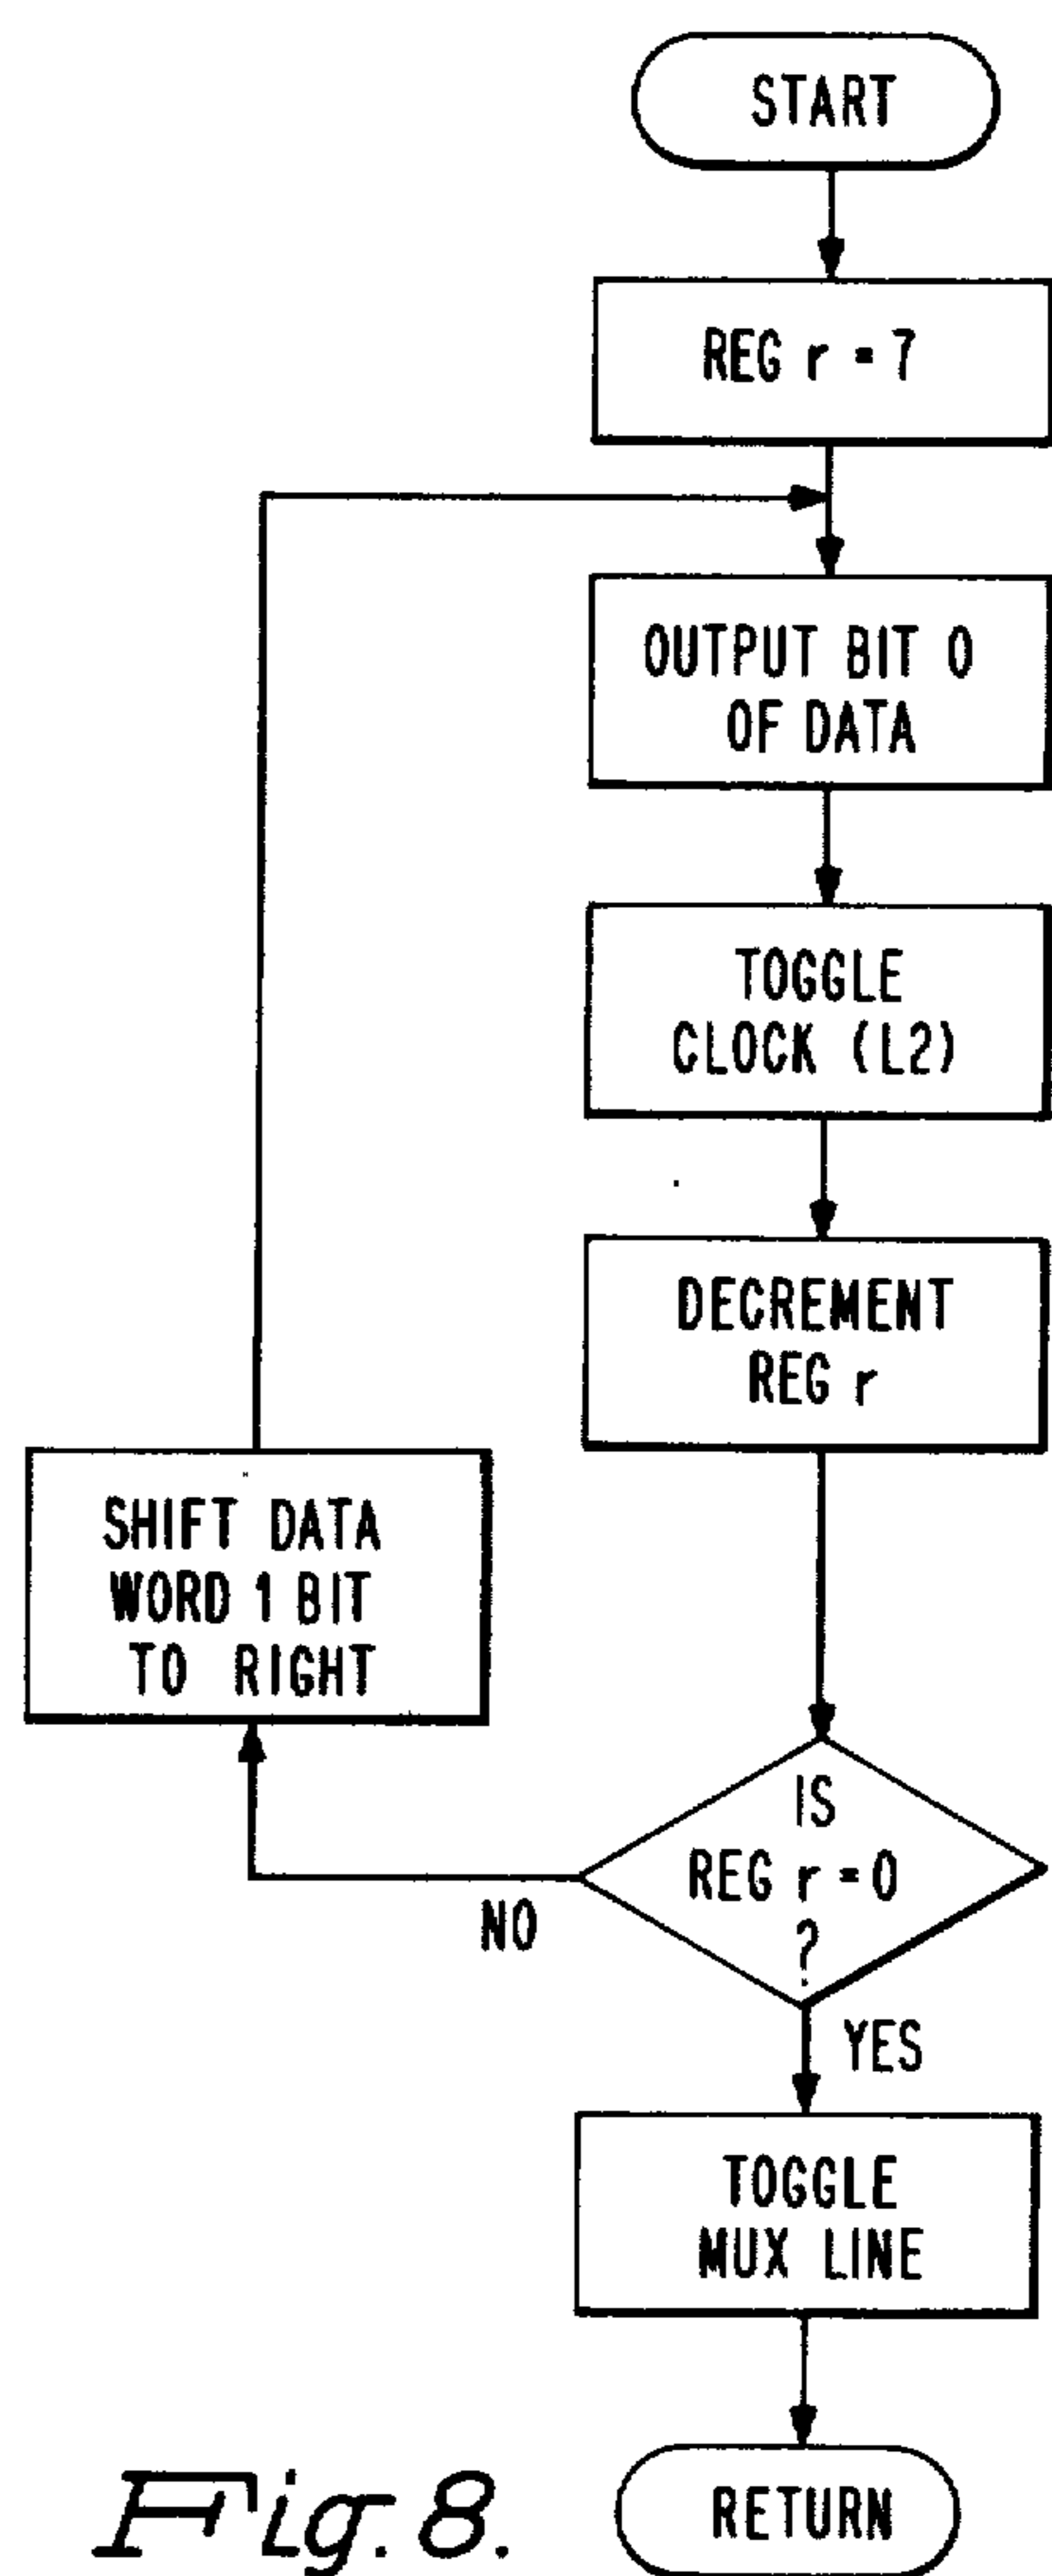 START
REG r = 7
OUTPUT BIT 0
OF DATA
TOGGLE
CLOCK (L2)
DECREMENT
REG r
SHIFT DATA
WORD 1 BIT
TO RIGHT
IS
REG r = 0
?
NO
YES
TOGGLE
MUX LINE
RETURN
Fig. 8.